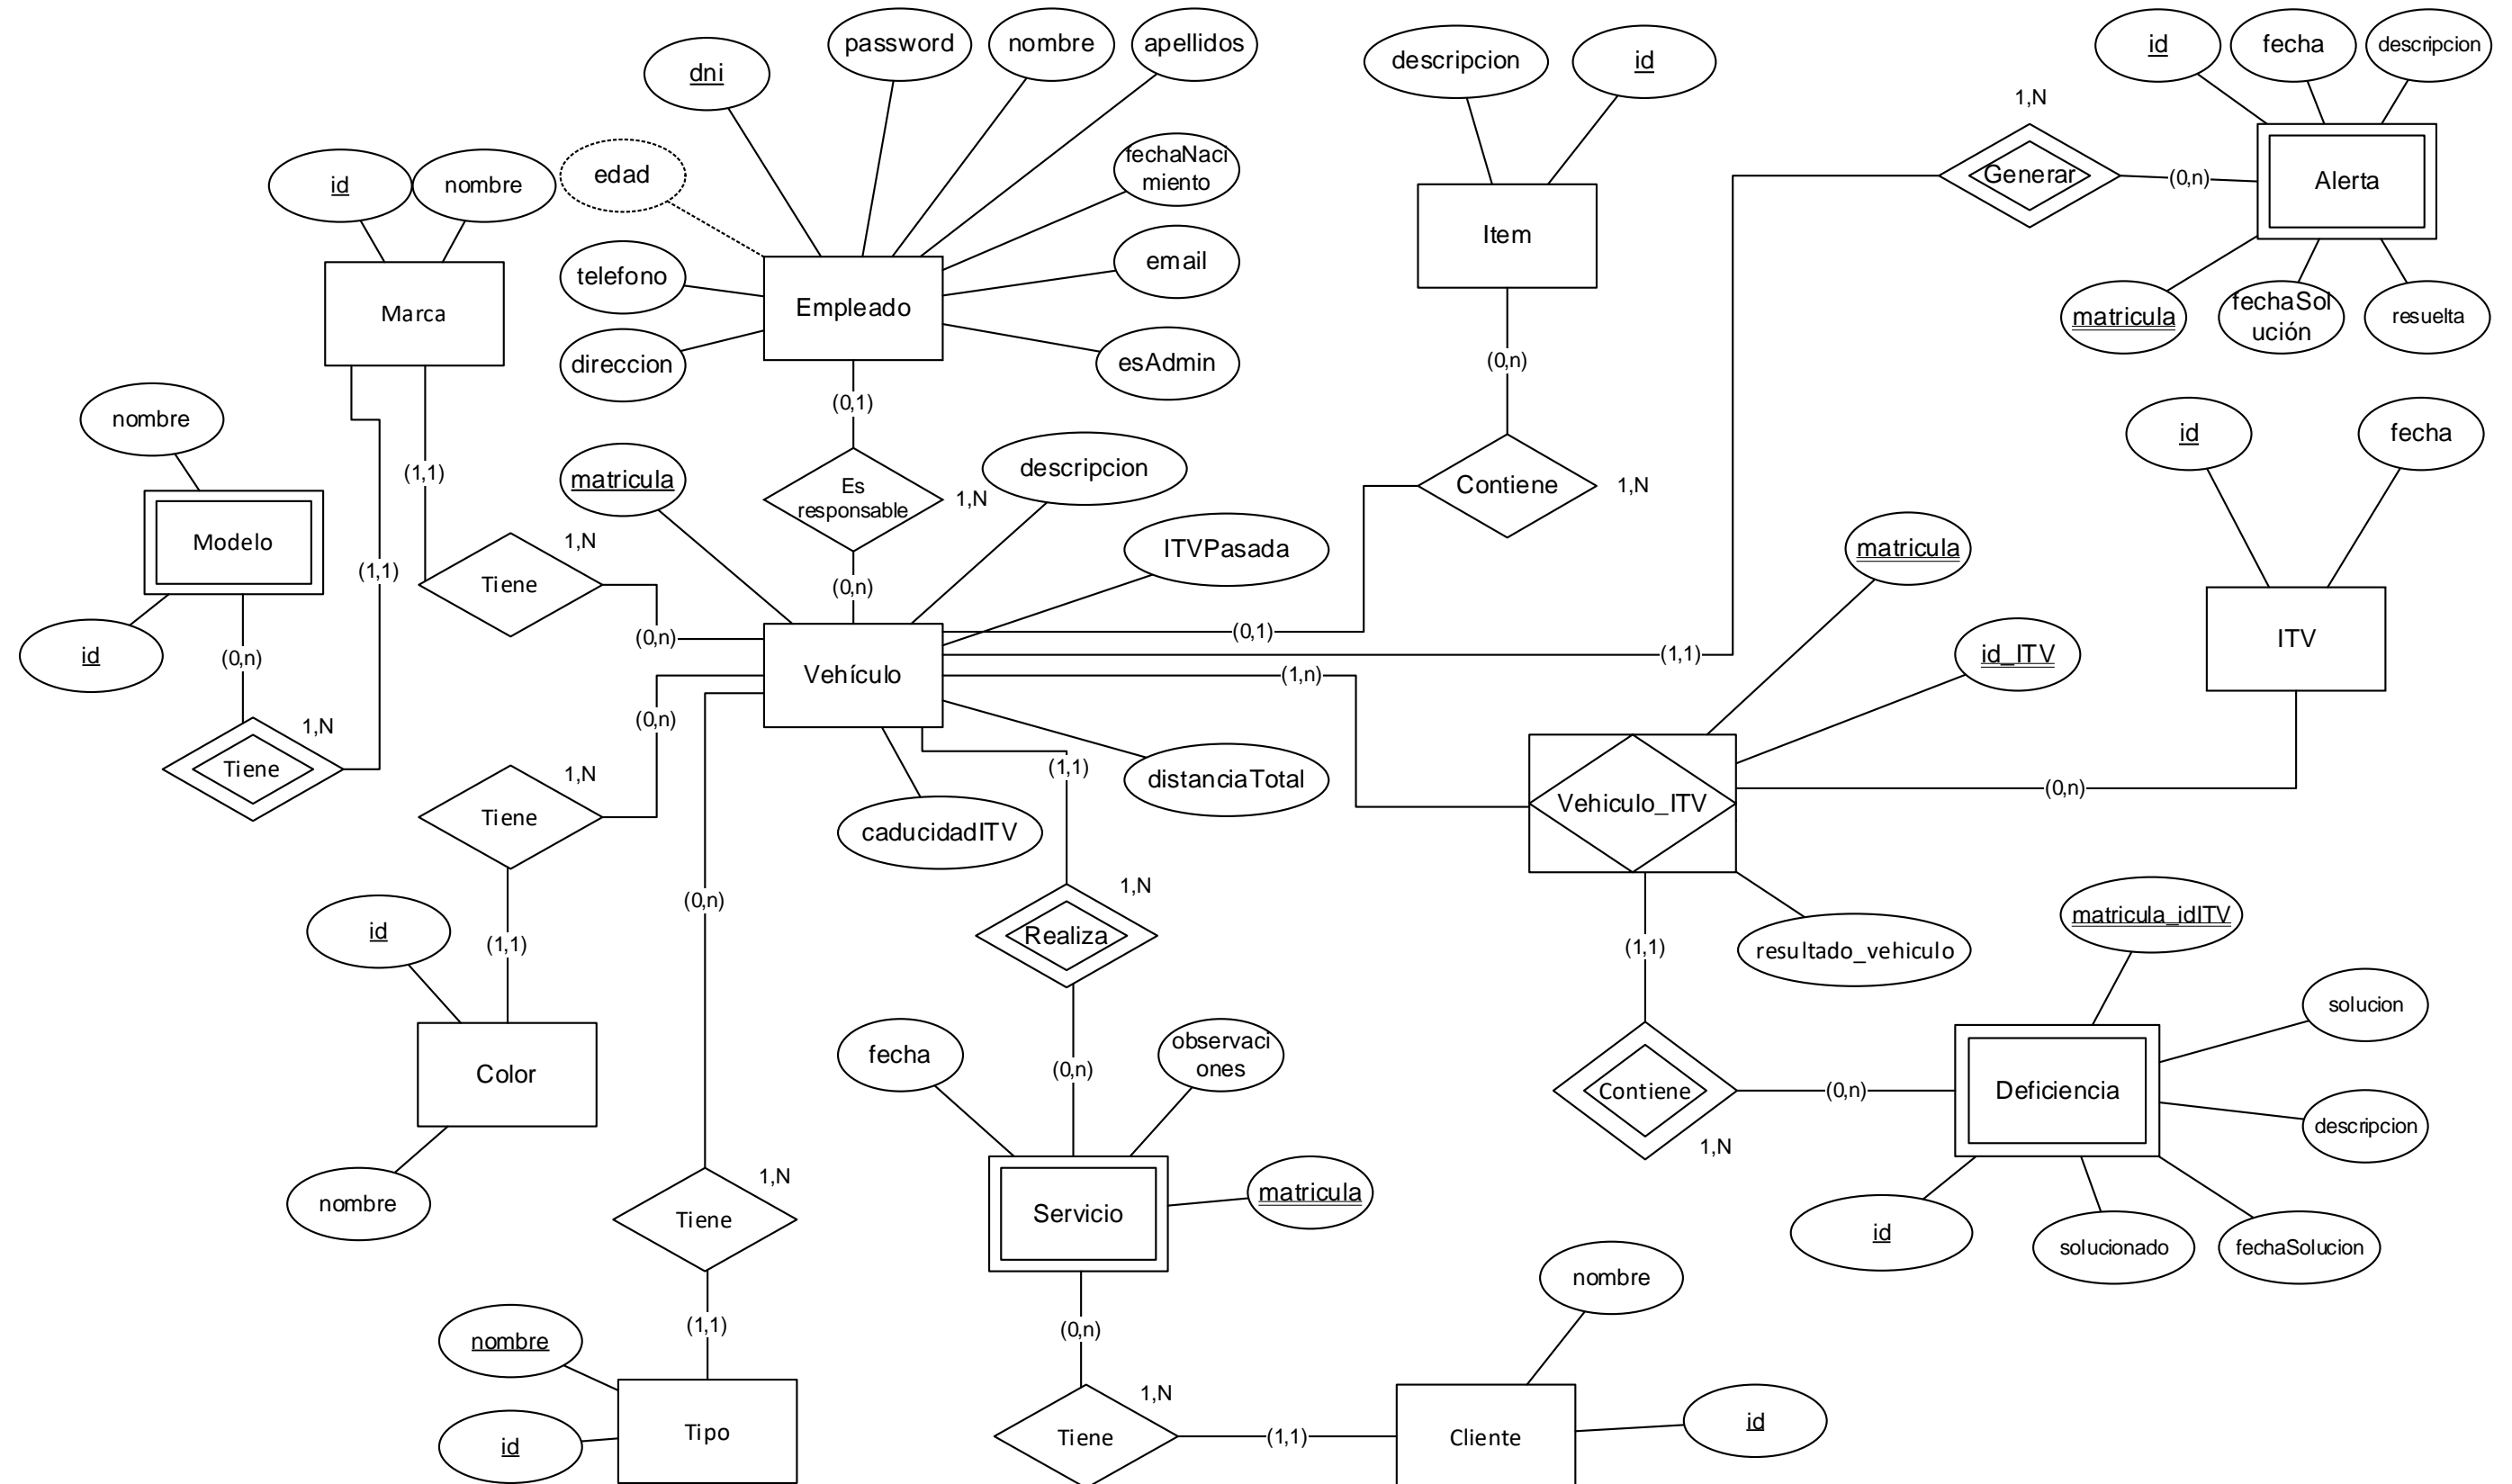 password
nombre
apellidos
dni
descripcion
id
id
fecha
descripcion
1,N
edad
id
nombre
fechaNaci
miento
Generar
(0,n)
Alerta
Item
telefono
email
Marca
Empleado
matricula
fechaSol
ución
resuelta
direccion
esAdmin
(0,n)
(0,1)
nombre
id
fecha
(1,1)
matricula
descripcion
Es
responsable
1,N
Contiene
1,N
Modelo
1,N
ITVPasada
matricula
(1,1)
Tiene
(0,n)
id
(0,n)
(0,n)
(0,1)
(1,1)
id_ITV
ITV
Vehículo
(1,n)
(0,n)
1,N
Tiene
1,N
Tiene
(1,1)
distanciaTotal
(0,n)
Vehiculo_ITV
caducidadITV
(0,n)
1,N
id
(1,1)
Realiza
(1,1)
resultado_vehiculo
matricula_idITV
solucion
fecha
observaci
ones
Color
(0,n)
Contiene
(0,n)
Deficiencia
descripcion
1,N
1,N
nombre
Tiene
Servicio
matricula
id
solucionado
fechaSolucion
nombre
(1,1)
(0,n)
nombre
1,N
id
Tipo
id
Tiene
(1,1)
Cliente
id